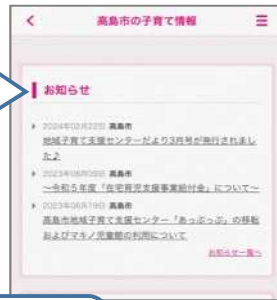 高島市の子育て情報
お知らせ
2024年02月22日 高島市
地域子育て支援センターだより3月号が発行されまし
た♪
2023年08月09日 高島市
～令和5年度「在宅育児支援事業給付金」について～
2023年06月19日 高島市
高島市地域子育て支援センター「あっぷっぷ」の移転
およびマキノ児童館の利用について
お知らせ一覧へ